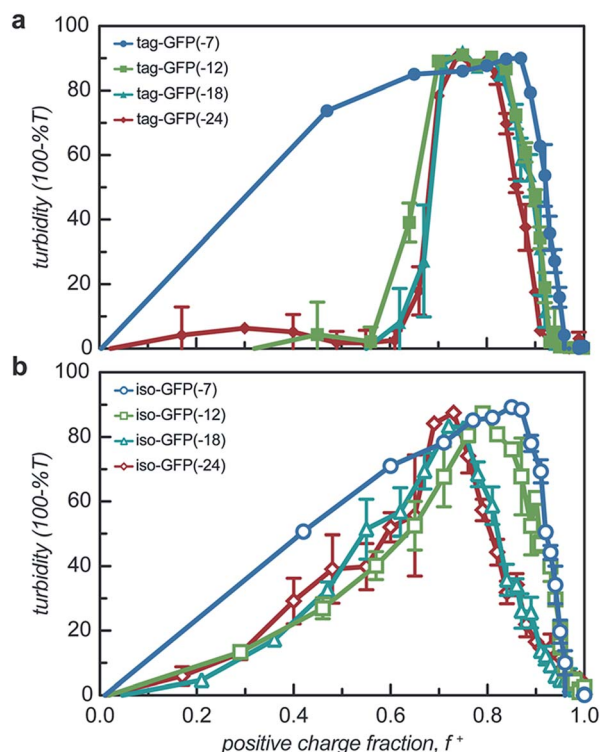 a
100
80
60
40
20
0
turbidity (100-%T)
tag-GFP(-7)
tag-GFP(-12)
tag-GFP(-18)
tag-GFP(-24)
b
100
80
60
40
20
0
turbidity (100-%T)
iso-GFP(-7)
iso-GFP(-12)
iso-GFP(-18)
iso-GFP(-24)
0.0 0.2 0.4 0.6 0.8 1.0
positive charge fraction, f +